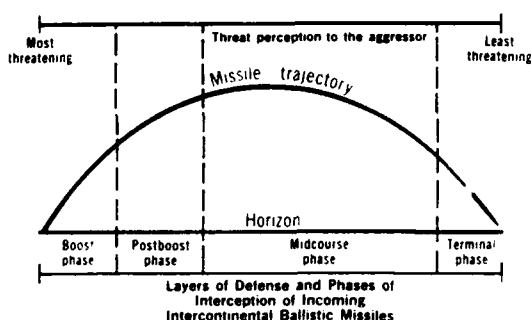 Most
threatening
Threat perception to the aggressor
Least
threatening
Missile trajectory
Horizon
Boost
phase
Postboost
phase
Midcourse
phase
Terminal
phase
Layers of Defense and Phases of
Interception of Incoming
Intercontinental Ballistic Missiles